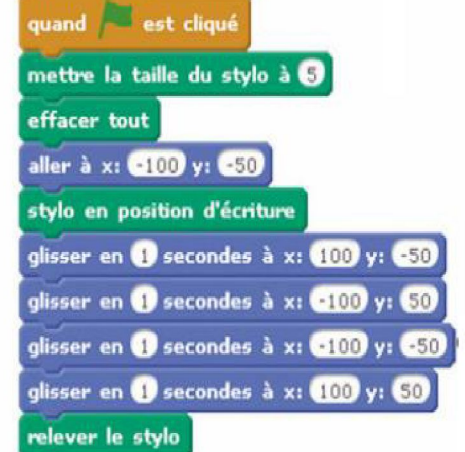 quand est cliqué
mettre la taille du stylo à 5
effacer tout
aller à x: -100 y: -50
stylo en position d'écriture
glisser en 1 secondes à x: 100 y: -50
glisser en 1 secondes à x: -100 y: 50
glisser en 1 secondes à x: -100 y: -50
glisser en 1 secondes à x: 100 y: 50
relever le stylo